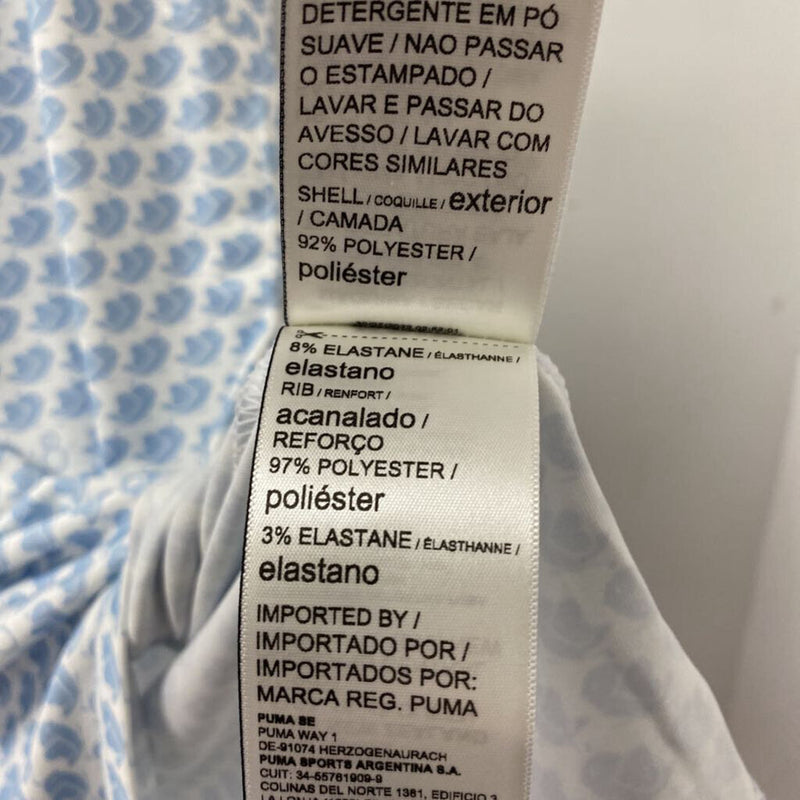 DETERGENTE EM PÓ
SUAVE / NAO PASSAR
O ESTAMPADO /
LAVAR E PASSAR DO
AVESSO / LAVAR COM
CORES SIMILARES
SHELL / COQUILLE / exterior
/ CAMADA
92% POLYESTER /
poliéster
8% ELASTANE / ÉLASTHANNE /
elastano
RIB / RENFORT /
acanalado /
REFORÇO
97% POLYESTER /
poliéster
3% ELASTANE / ÉLASTHANNE /
elastano
IMPORTED BY /
IMPORTADO POR /
IMPORTADOS POR:
MARCA REG. PUMA
PUMA SE
PUMA WAY 1
DE-91074 HERZOGENAURACH
PUMA SPORTS ARGENTINA S.A.
CUIT: 34-55761909-9
COLINAS DEL NORTE 1361, EDIFICIO 3